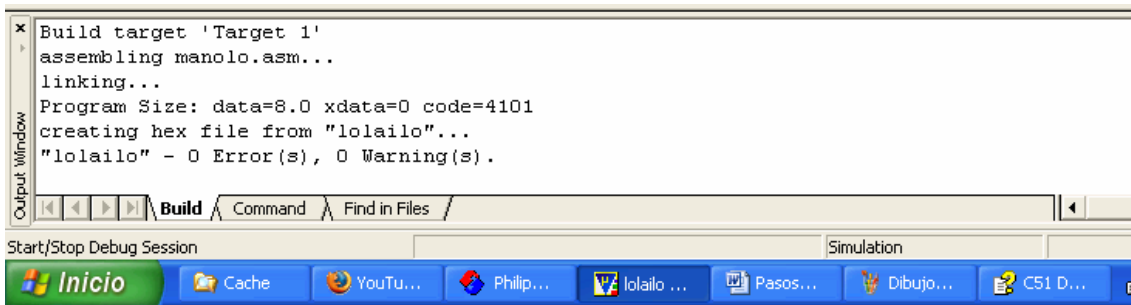 Build target 'Target 1'
assembling manolo.asm...
linking...
Program Size: data=8.0 xdata=0 code=4101
creating hex file from "lolailo"...
"lolailo" - 0 Error(s), 0 Warning(s).
Output Window
Build Command Find in Files
Start/Stop Debug Session Simulation
Inicio Cache YouTu... Philip... lolailo ... Pasos... Dibujo... C51 D...